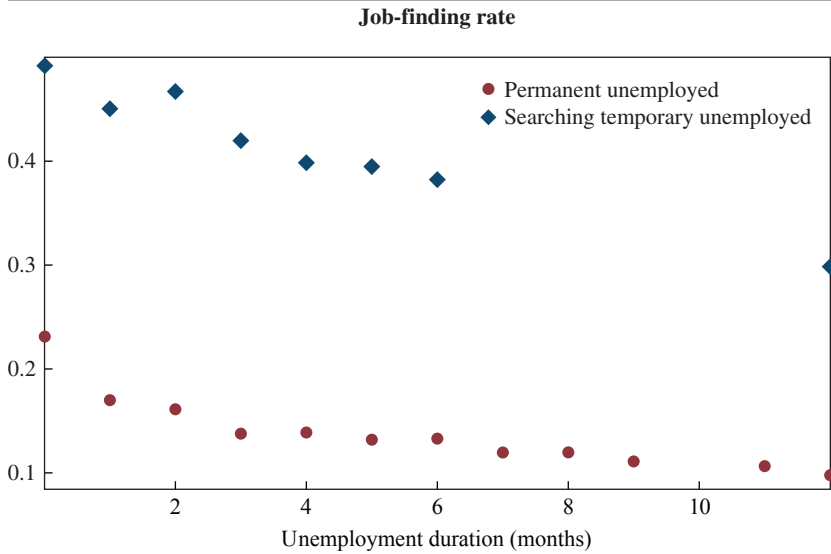 Job-finding rate
Permanent unemployed
Searching temporary unemployed
0.4
0.3
0.2
0.1
2 4 6 8 10
Unemployment duration (months)